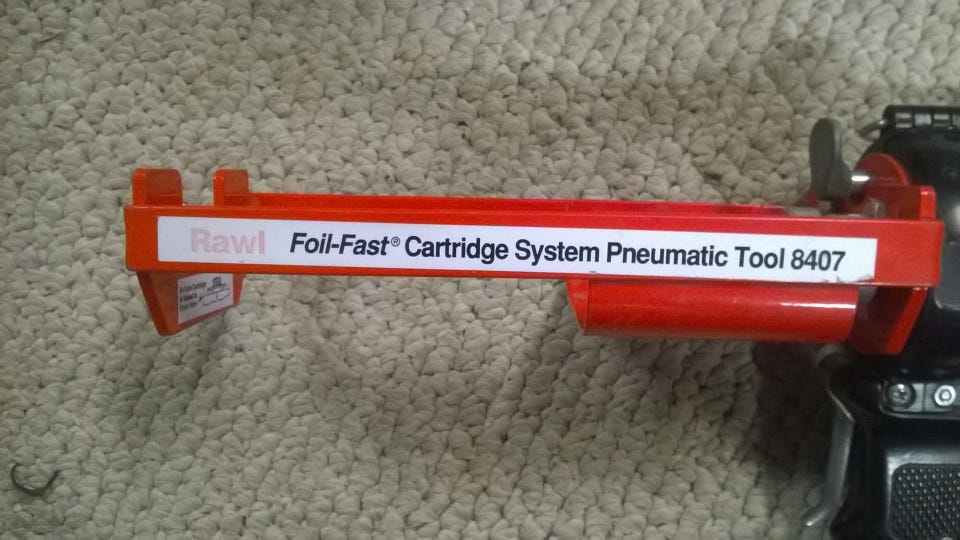 Rawl Foil-Fast® Cartridge System Pneumatic Tool 8407